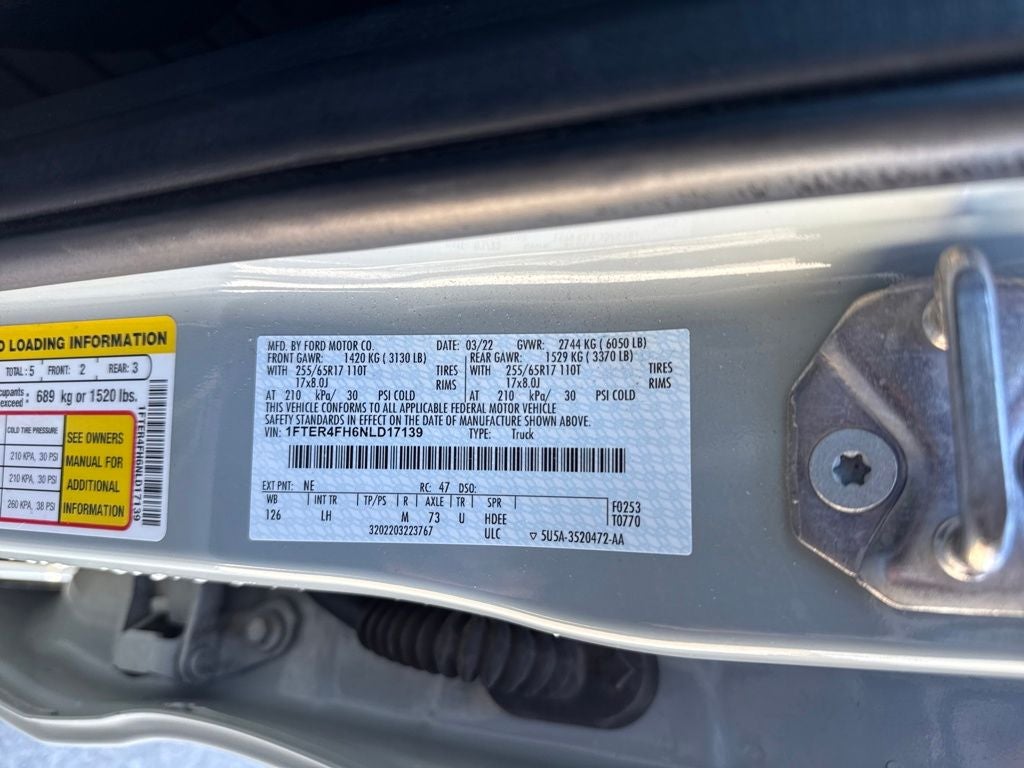 LOADING INFORMATION
TOTAL: 5 FRONT: 2 REAR: 3
689 kg or 1520 lbs.
COLD TIRE PRESSURE
210 KPA, 30 PSI
210 KPA, 30 PSI
260 KPA, 38 PSI
SEE OWNERS
MANUAL FOR
ADDITIONAL
INFORMATION
1FTER4FH6NLD17139
MFD. BY FORD MOTOR CO. DATE: 03/22 GVWR: 2744 KG ( 6050 LB)
FRONT GAWR: 1420 KG ( 3130 LB) REAR GAWR: 1529 KG ( 3370 LB)
WITH 255/65R17 110T TIRES WITH 255/65R17 110T TIRES
17x8.0J RIMS 17x8.0J RIMS
AT 210 kPa/ 30 PSI COLD AT 210 kPa/ 30 PSI COLD
THIS VEHICLE CONFORMS TO ALL APPLICABLE FEDERAL MOTOR VEHICLE
SAFETY STANDARDS IN EFFECT ON THE DATE OF MANUFACTURE SHOWN ABOVE.
VIN: 1FTER4FH6NLD17139 TYPE: Truck
EXT PNT: NE RC: 47 DSO:
WB INT TR TP/PS R AXLE TR SPR F0253
126 LH M 73 U HDEE T0770
3202203223767 ULC ▽ 5U5A-3520472-AA